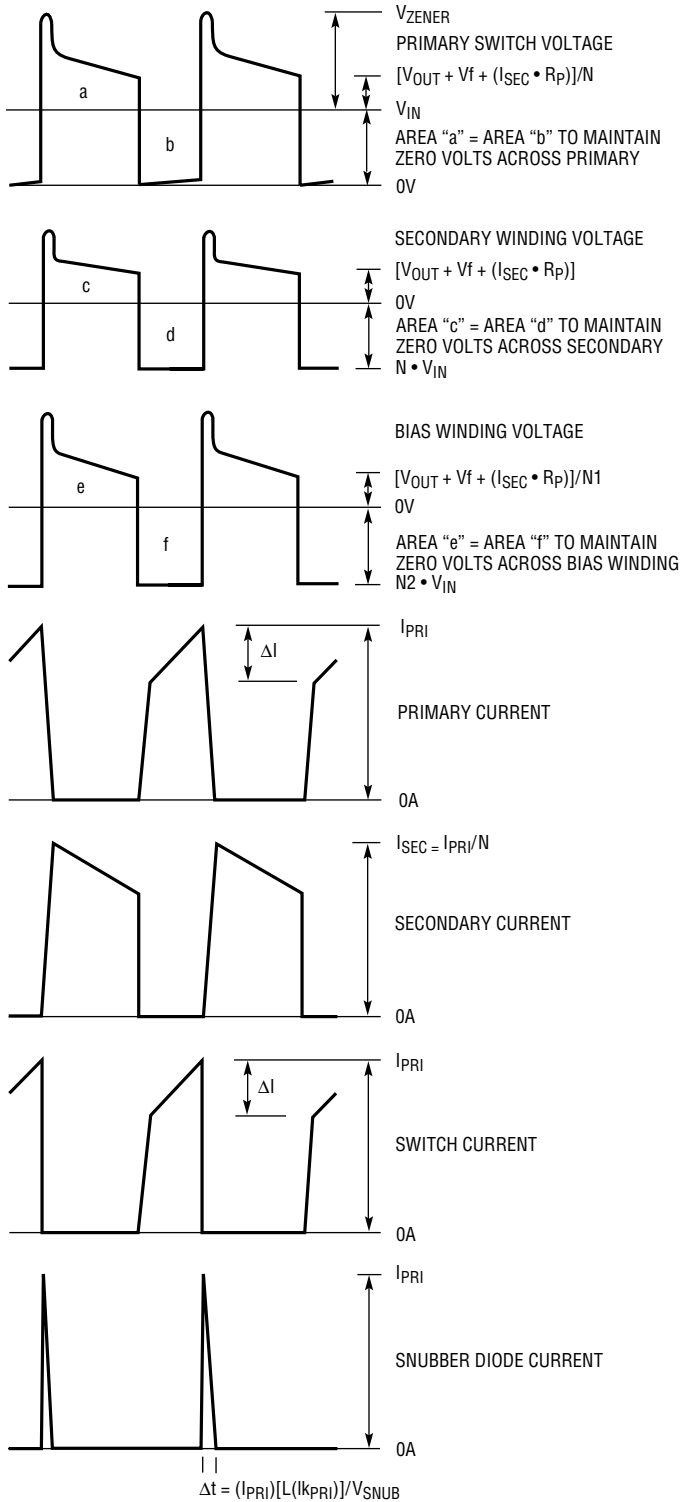 V_ZENER
PRIMARY SWITCH VOLTAGE
[V_OUT + Vf + (I_SEC • R_P)]/N
a
V_IN
b
AREA “a” = AREA “b” TO MAINTAIN
ZERO VOLTS ACROSS PRIMARY
0V
SECONDARY WINDING VOLTAGE
[V_OUT + Vf + (I_SEC • R_P)]
c
0V
d
AREA “c” = AREA “d” TO MAINTAIN
ZERO VOLTS ACROSS SECONDARY
N • V_IN
BIAS WINDING VOLTAGE
[V_OUT + Vf + (I_SEC • R_P)]/N1
e
0V
f
AREA “e” = AREA “f” TO MAINTAIN
ZERO VOLTS ACROSS BIAS WINDING
N2 • V_IN
I_PRI
ΔI
PRIMARY CURRENT
0A
I_SEC = I_PRI/N
SECONDARY CURRENT
0A
I_PRI
ΔI
SWITCH CURRENT
0A
I_PRI
SNUBBER DIODE CURRENT
0A
Δt = (I_PRI)[L(lk_PRI)]/V_SNUB